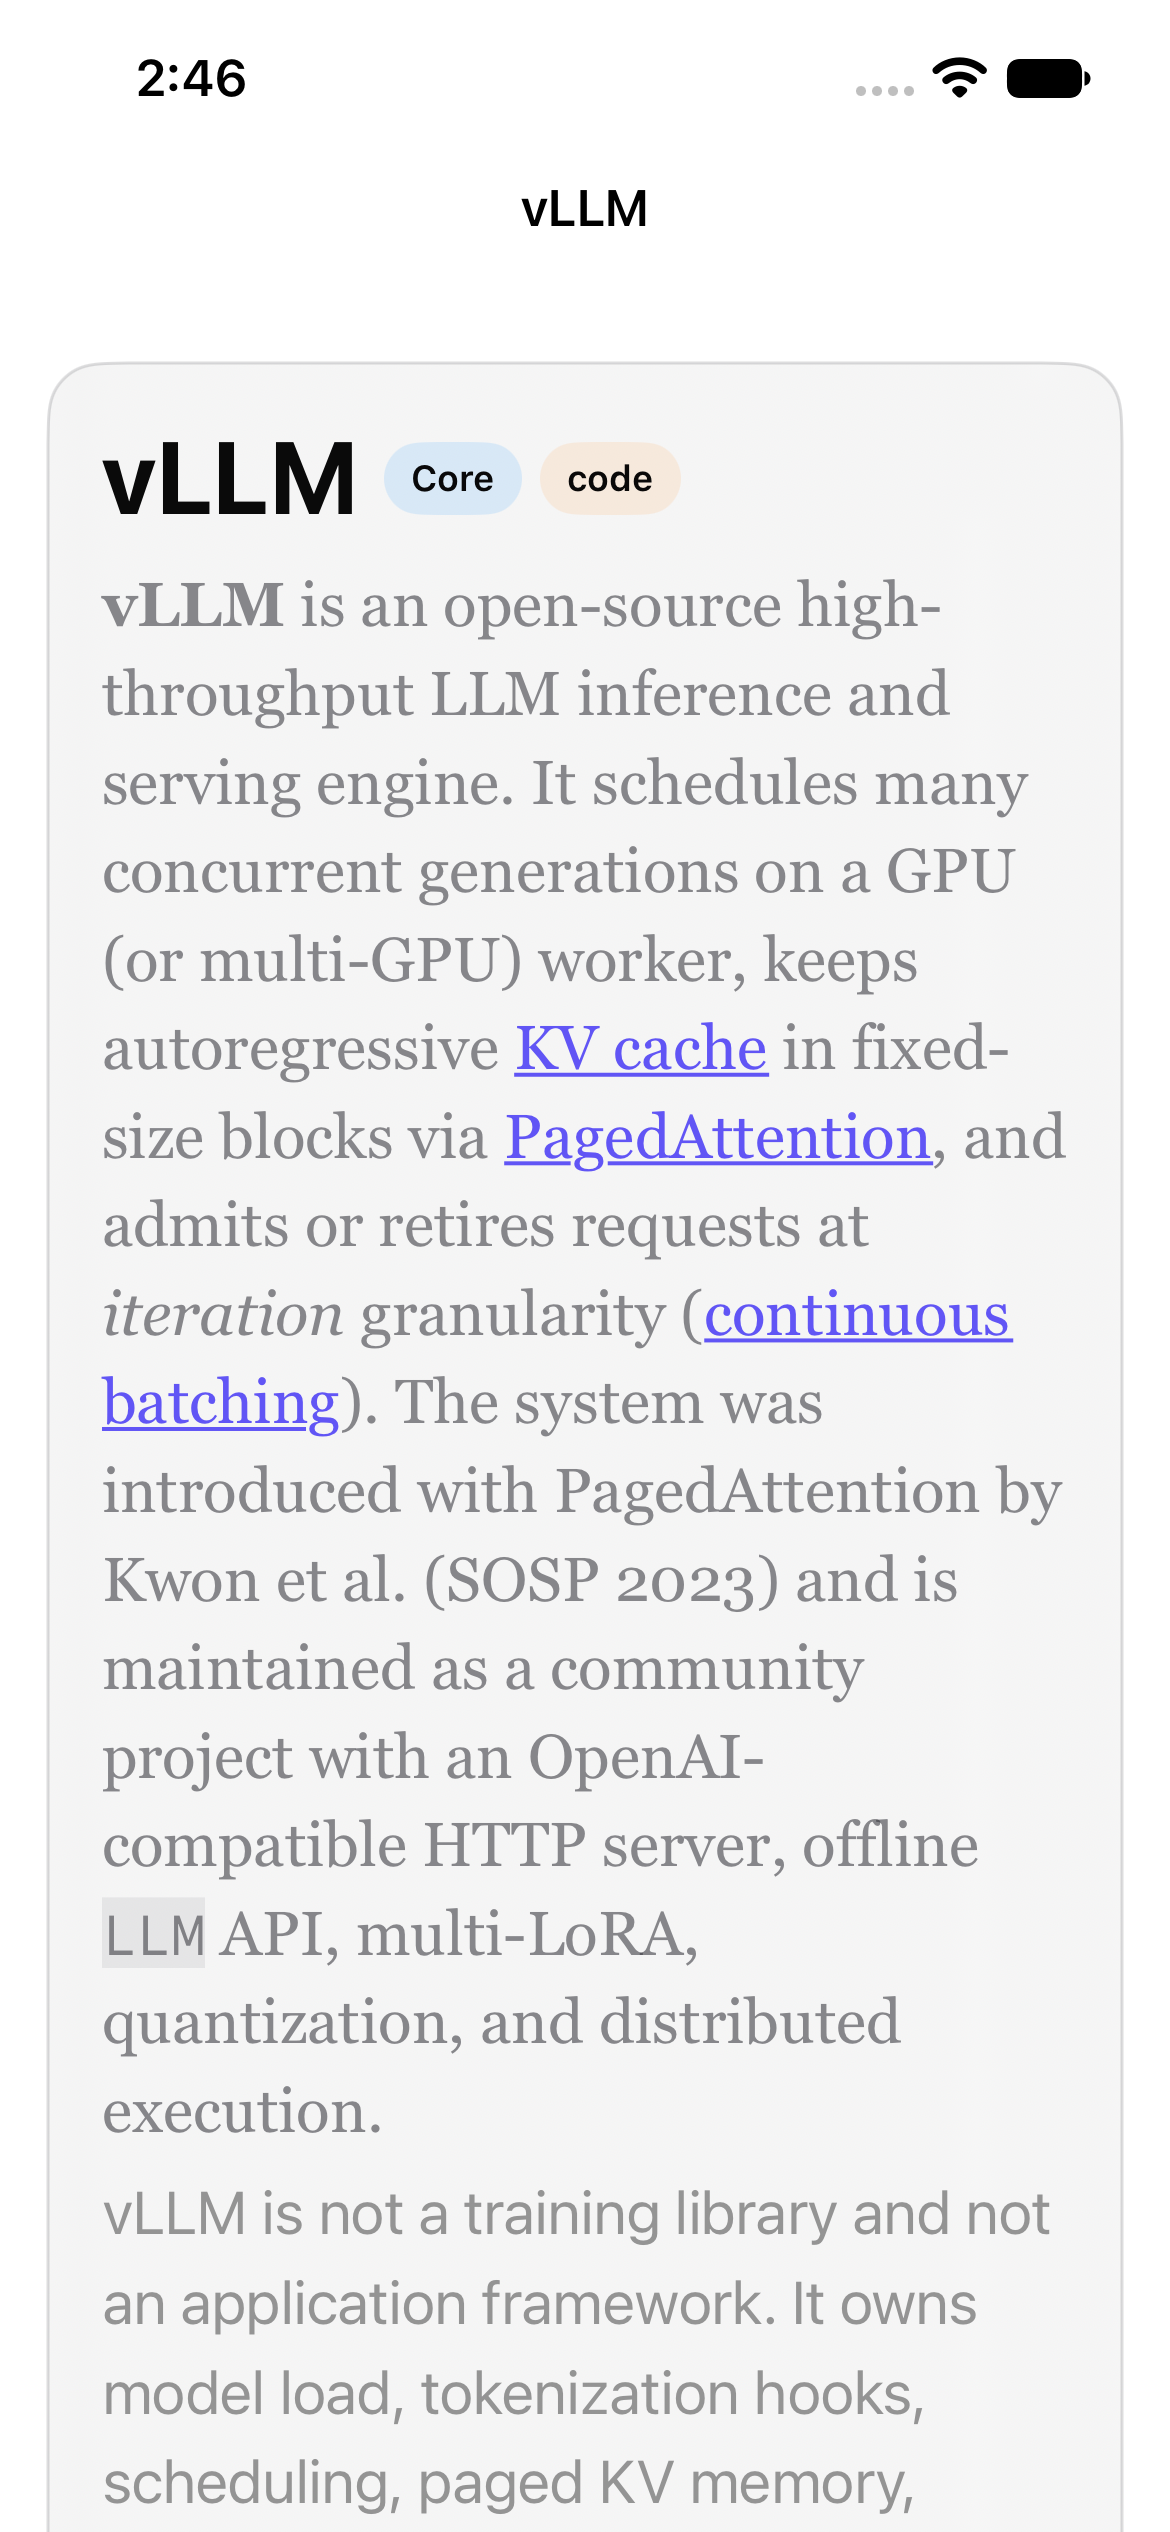 2:46
vLLM
vLLM Core code
vLLM is an open-source high-
throughput LLM inference and
serving engine. It schedules many
concurrent generations on a GPU
(or multi-GPU) worker, keeps
autoregressive KV cache in fixed-
size blocks via PagedAttention, and
admits or retires requests at
iteration granularity (continuous
batching). The system was
introduced with PagedAttention by
Kwon et al. (SOSP 2023) and is
maintained as a community
project with an OpenAI-
compatible HTTP server, offline
LLM API, multi-LoRA,
quantization, and distributed
execution.
vLLM is not a training library and not
an application framework. It owns
model load, tokenization hooks,
scheduling, paged KV memory,